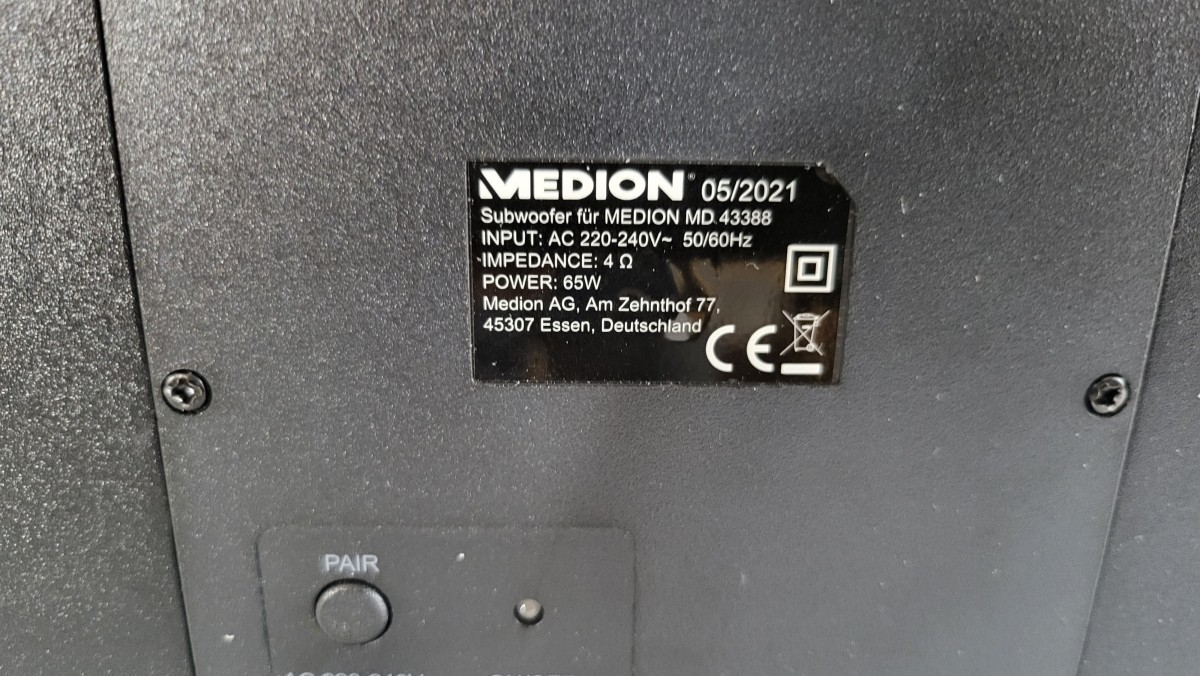 MEDION® 05/2021
Subwoofer für MEDION MD 43388
INPUT: AC 220-240V~ 50/60Hz
IMPEDANCE: 4 Ω
POWER: 65W
Medion AG, Am Zehnthof 77,
45307 Essen, Deutschland
CE
PAIR